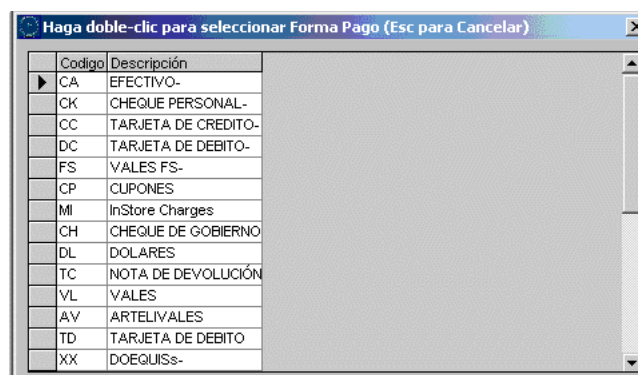 Haga doble-clic para seleccionar Forma Pago (Esc para Cancelar)
Codigo Descripción
CA EFECTIVO-
CK CHEQUE PERSONAL-
CC TARJETA DE CREDITO-
DC TARJETA DE DEBITO-
FS VALES FS-
CP CUPONES
MI InStore Charges
CH CHEQUE DE GOBIERNO
DL DOLARES
TC NOTA DE DEVOLUCIÓN
VL VALES
AV ARTELIVALES
TD TARJETA DE DEBITO
XX DOEQUISs-